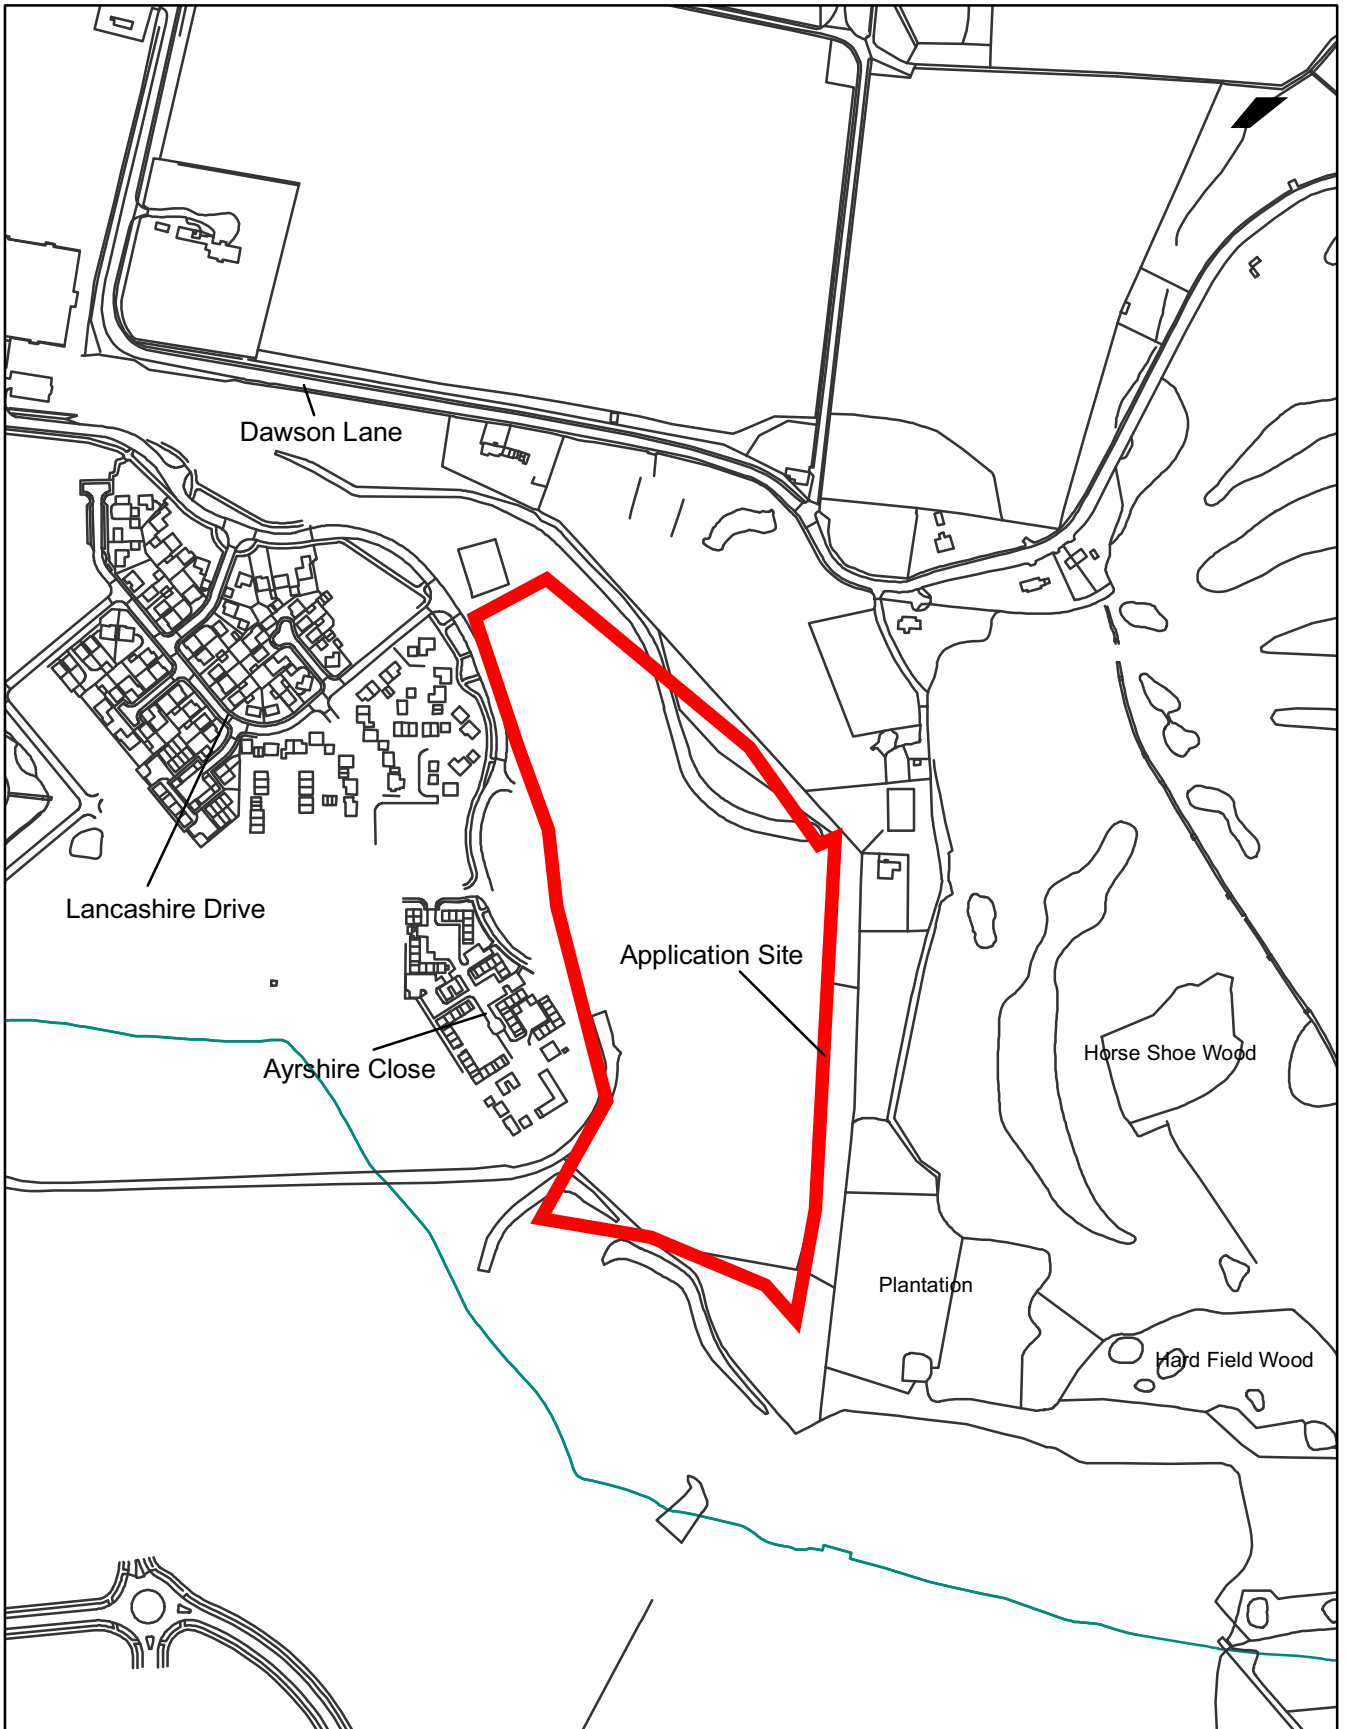 Dawson Lane
Lancashire Drive
Application Site
Ayrshire Close
Horse Shoe Wood
Plantation
Hard Field Wood